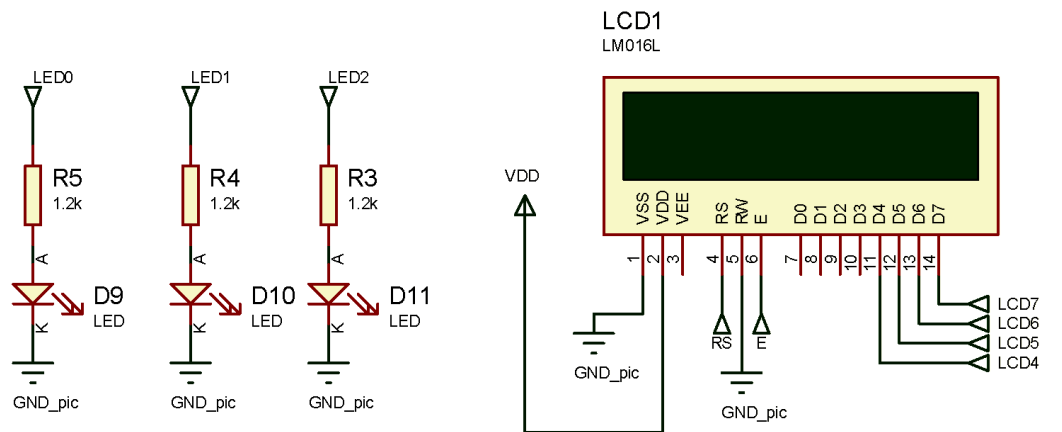 LCD1
LM016L
LED0 LED1 LED2
R5 R4 R3
1.2k 1.2k 1.2k
VDD
VSS VDD VEE RS RW E D0 D1 D2 D3 D4 D5 D6 D7
1 2 3 4 5 6 7 8 9 10 11 12 13 14
A A A
D9 D10 D11
LED LED LED
K K K
LCD7
LCD6
RS E
LCD5
GND_pic
LCD4
GND_pic GND_pic GND_pic GND_pic